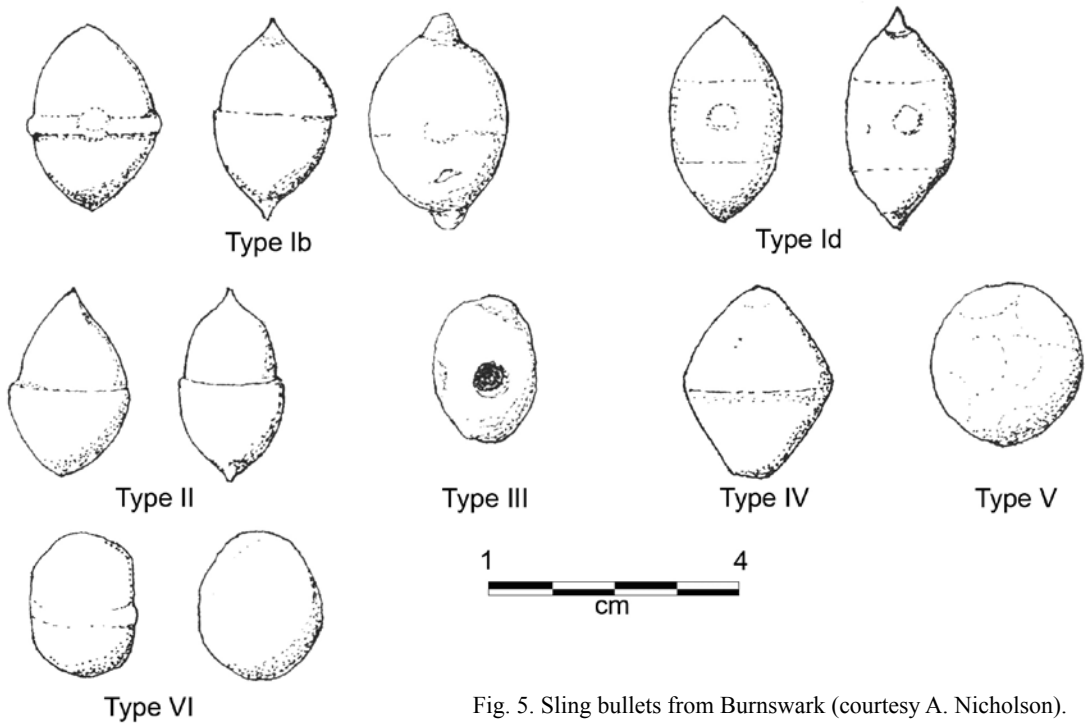 Type Ib
Type Id
Type II
Type III
Type IV
Type V
1 4
cm
Type VI
Fig. 5. Sling bullets from Burnswark (courtesy A. Nicholson).